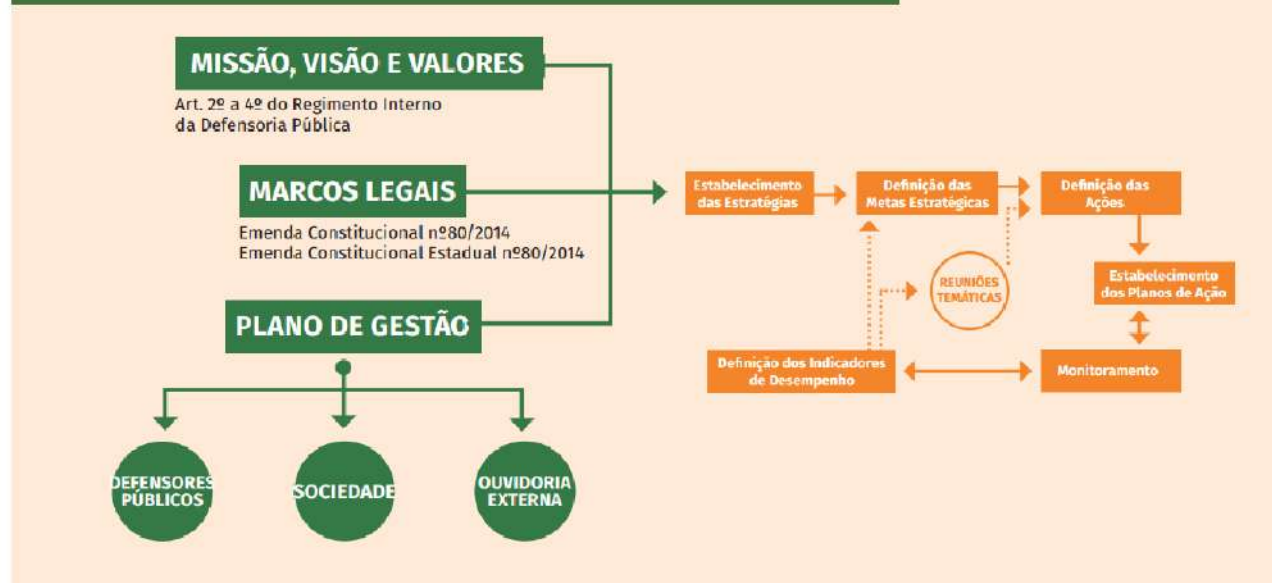 MISSÃO, VISÃO E VALORES
Art. 2º a 4º do Regimento Interno
da Defensoria Pública
MARCOS LEGAIS
Emenda Constitucional nº80/2014
Emenda Constitucional Estadual nº80/2014
PLANO DE GESTÃO
DEFENSORES
PÚBLICOS
SOCIEDADE
OUVIDORIA
EXTERNA
Estabelecimento
das Estratégias
Definição das
Metas Estratégicas
Definição das
Ações
REUNIÕES
TEMÁTICAS
Estabelecimento
dos Planos de Ação
Definição dos Indicadores
de Desempenho
Monitoramento